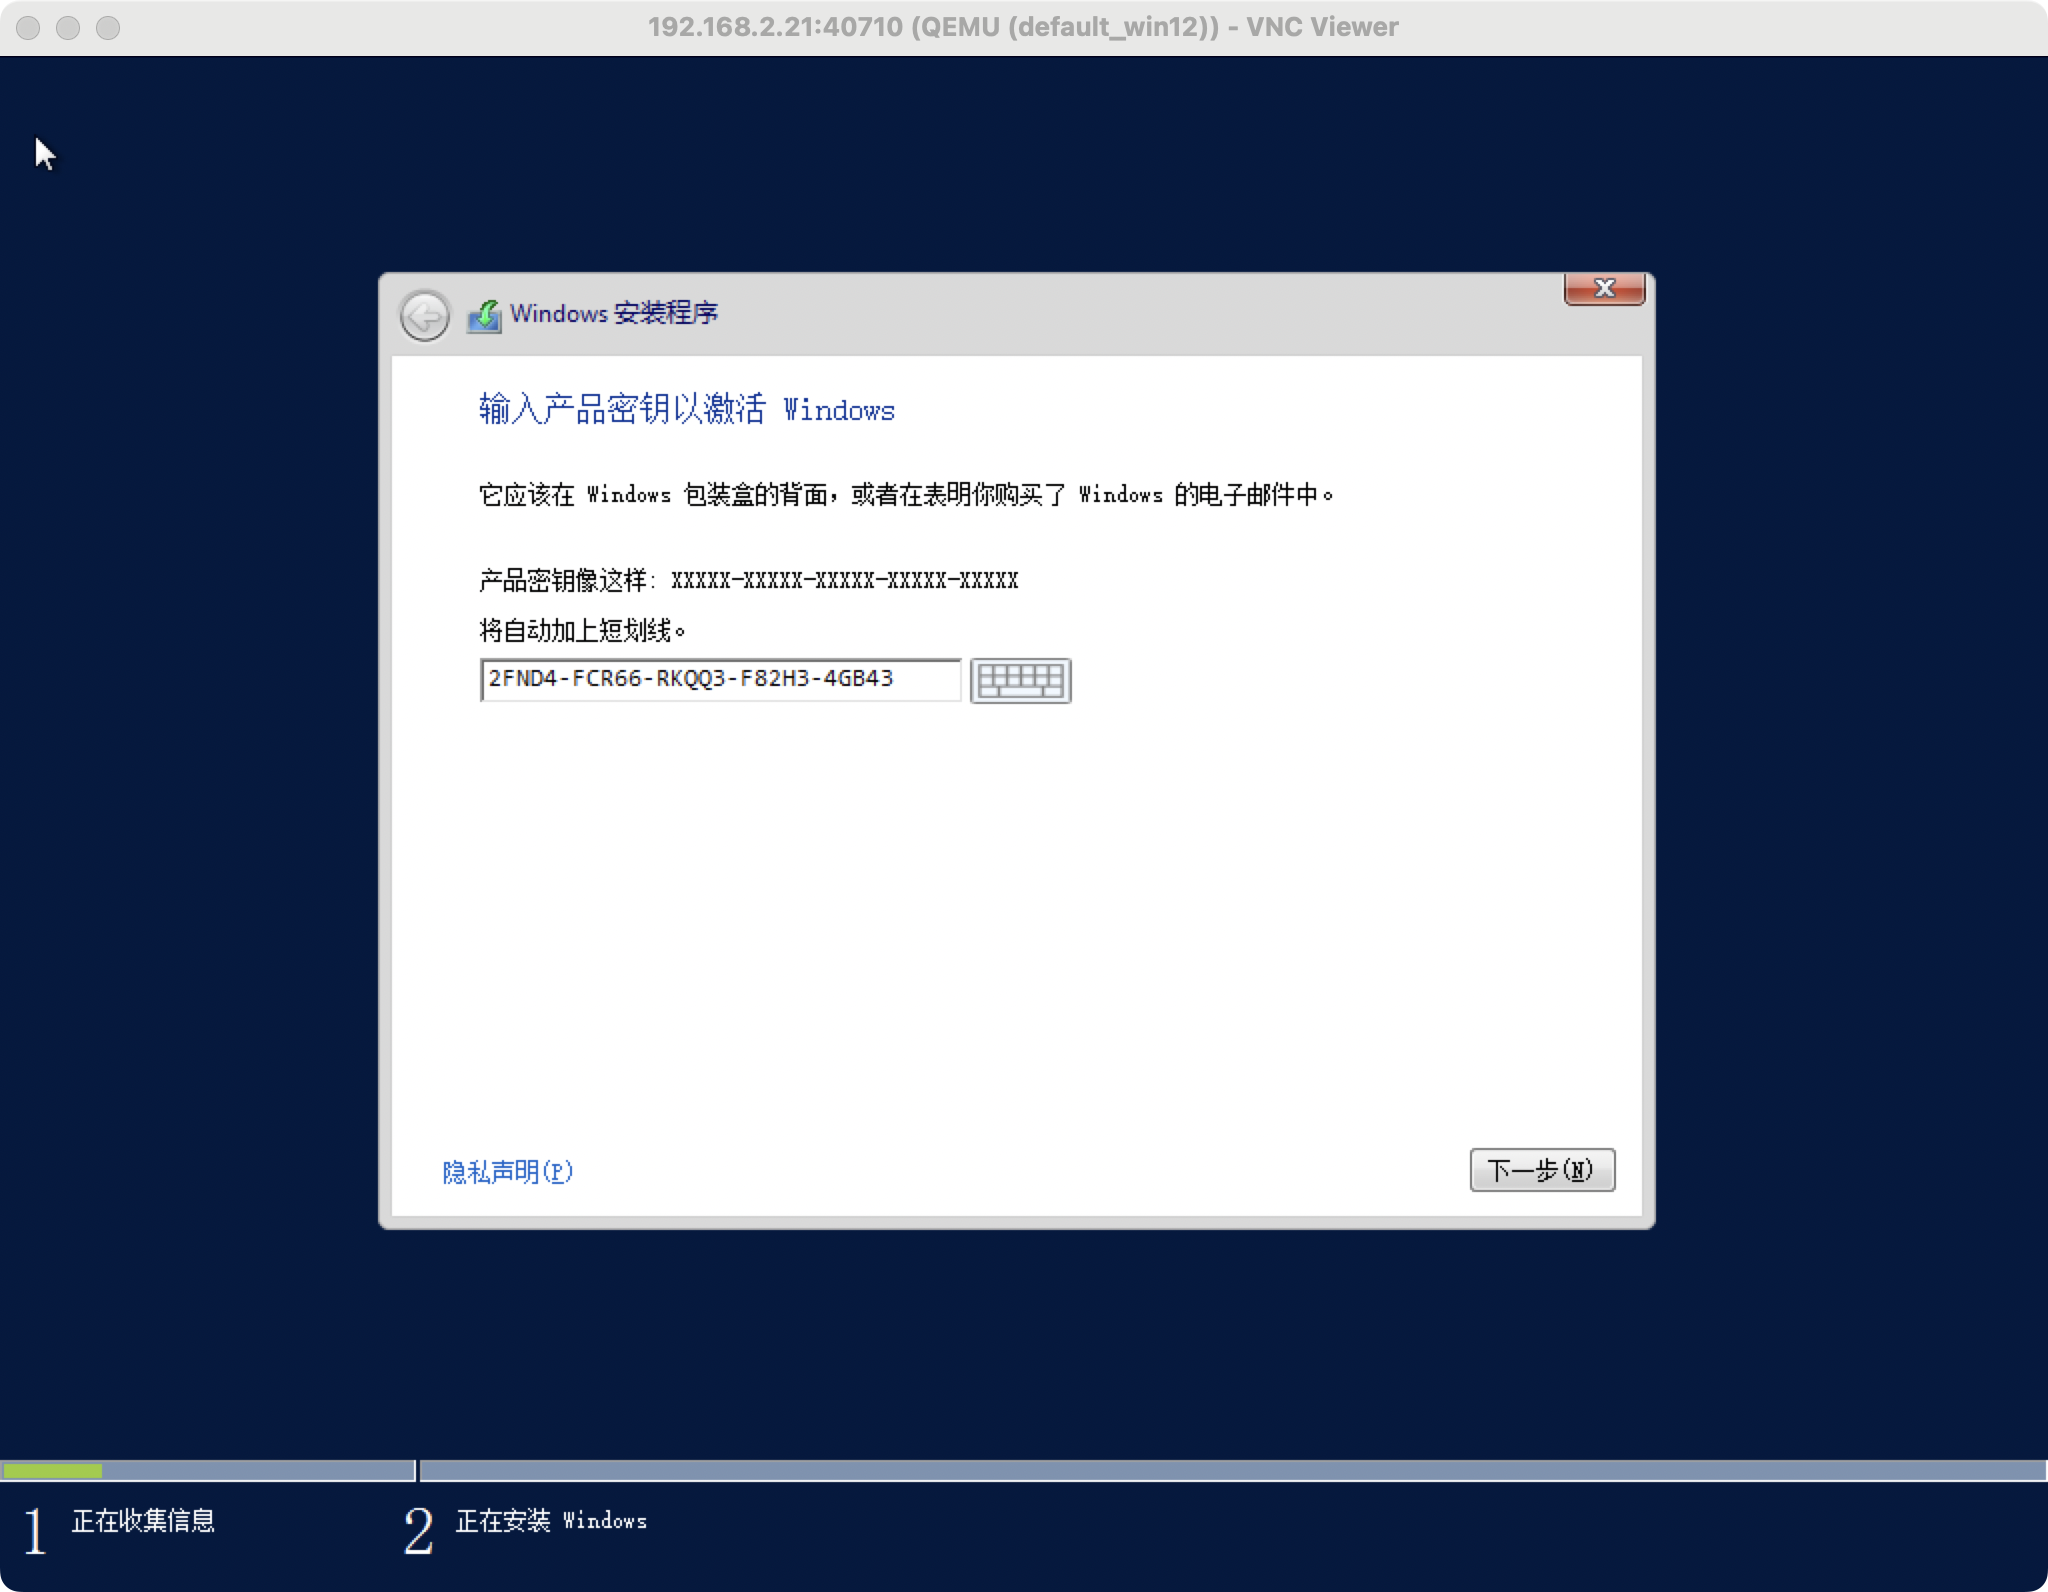 192.168.2.21:40710 (QEMU (default_win12)) - VNC Viewer
Windows 安装程序
输入产品密钥以激活 Windows
它应该在 Windows 包装盒的背面，或者在表明你购买了 Windows 的电子邮件中。
产品密钥像这样: XXXXX-XXXXX-XXXXX-XXXXX-XXXXX
将自动加上短划线。
2FND4-FCR66-RKQQ3-F82H3-4GB43
隐私声明(P)
下一步(N)
1 正在收集信息
2 正在安装 Windows